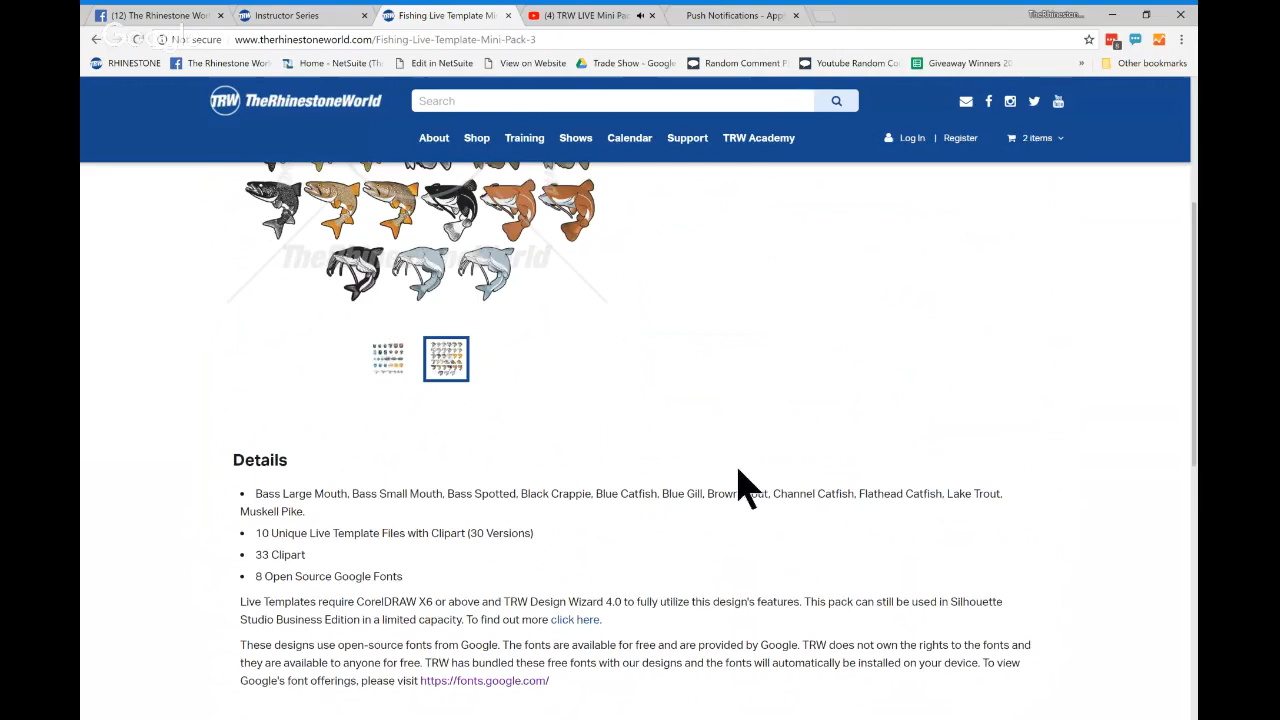 (12) The Rhinestone W
Instructor Series
Fishing Live Template Mi
(4) TRW LIVE Mini Pac
Push Notifications - App
TheRhineston...
Google
Not secure
www.therhinestoneworld.com/Fishing-Live-Template-Mini-Pack-3
8
RHINESTONE
The Rhinestone Wor
Home - NetSuite (Th
Edit in NetSuite
View on Website
Trade Show - Google
Random Comment P
Youtube Random Co
Giveaway Winners 20
»
Other bookmarks
TRW TheRhinestoneWorld
Search
About Shop Training Shows Calendar Support TRW Academy
Log In | Register
2 items
TheRhinestoneWorld
Details
• Bass Large Mouth, Bass Small Mouth, Bass Spotted, Black Crappie, Blue Catfish, Blue Gill, Brown out, Channel Catfish, Flathead Catfish, Lake Trout,
Muskell Pike.
• 10 Unique Live Template Files with Clipart (30 Versions)
• 33 Clipart
• 8 Open Source Google Fonts
Live Templates require CorelDRAW X6 or above and TRW Design Wizard 4.0 to fully utilize this design's features. This pack can still be used in Silhouette
Studio Business Edition in a limited capacity. To find out more click here.
These designs use open-source fonts from Google. The fonts are available for free and are provided by Google. TRW does not own the rights to the fonts and
they are available to anyone for free. TRW has bundled these free fonts with our designs and the fonts will automatically be installed on your device. To view
Google's font offerings, please visit https://fonts.google.com/